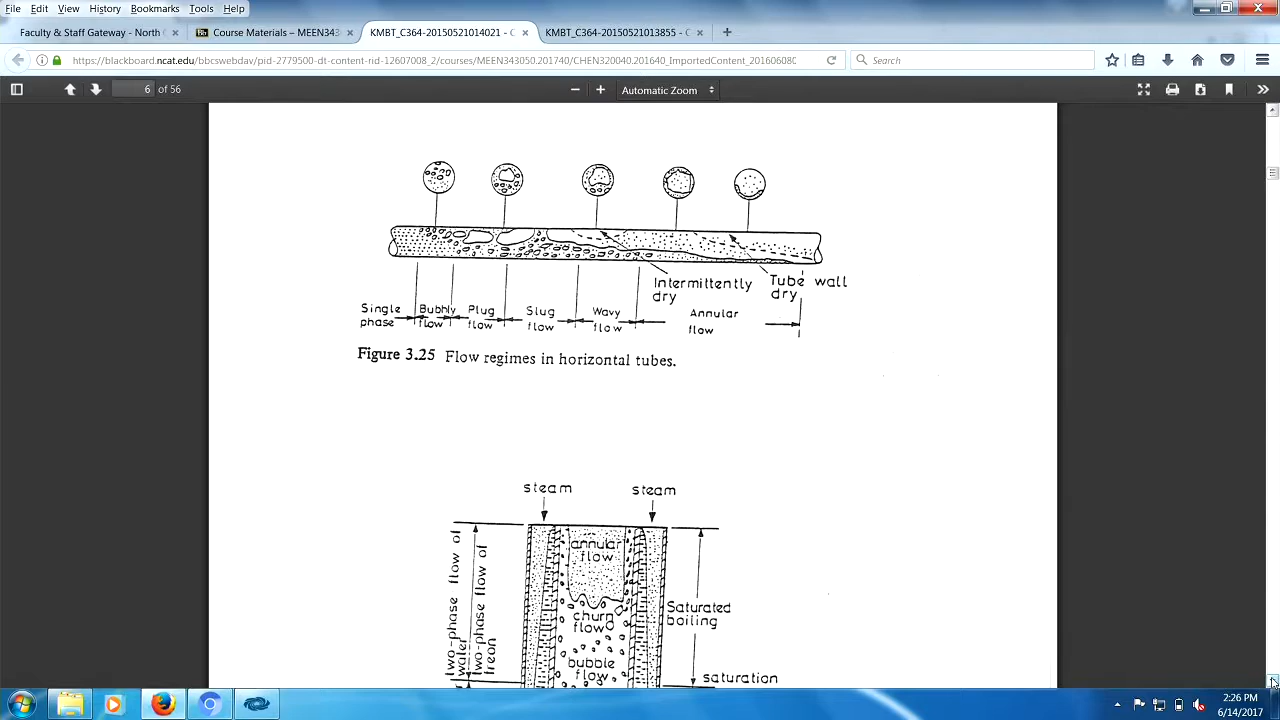 File Edit View History Bookmarks Tools Help
Faculty & Staff Gateway - North C
Course Materials – MEEN343
KMBT_C364-20150521014021 - C
KMBT_C364-20150521013855 - C
https://blackboard.ncat.edu/bbcswebdav/pid-2779500-dt-content-rid-12607008_2/courses/MEEN343050.201740/CHEN320040.201640_ImportedContent_201606080
Search
6 of 56
Automatic Zoom
Intermittently
dry
Tube wall
dry
Single
phase
Bubbly
flow
Plug
flow
Slug
flow
Wavy
flow
Annular
flow
Figure 3.25 Flow regimes in horizontal tubes.
steam
steam
two-phase flow of
water
two-phase flow of
freon
annular
flow
churn
flow
bubble
flow
Saturated
boiling
saturation
2:26 PM
6/14/2017